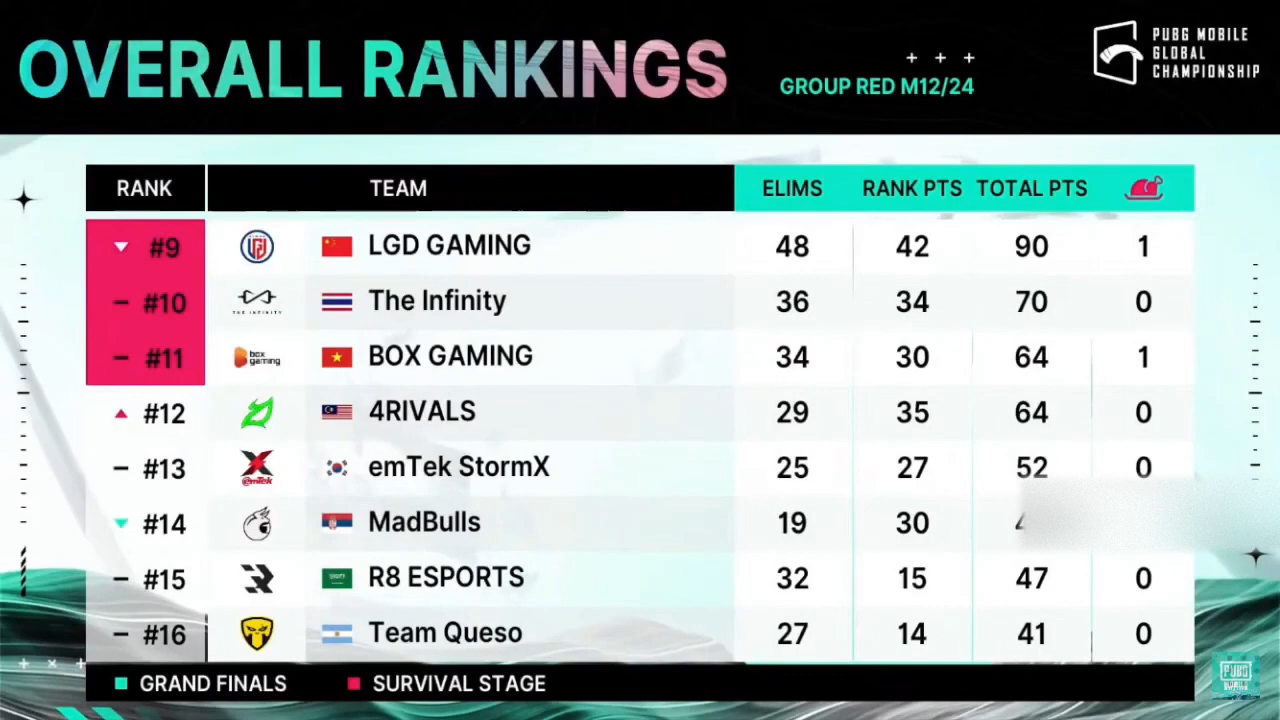 OVERALL RANKINGS
GROUP RED M12/24
PUBG MOBILE
GLOBAL
CHAMPIONSHIP
RANK TEAM ELIMS RANK PTS TOTAL PTS
#9 LGD GAMING 48 42 90 1
#10 THE INFINITY The Infinity 36 34 70 0
#11 box gaming BOX GAMING 34 30 64 1
#12 4RIVALS 29 35 64 0
#13 emTek emTek StormX 25 27 52 0
#14 MadBulls 19 30 4
#15 R8 ESPORTS 32 15 47 0
#16 Team Queso 27 14 41 0
GRAND FINALS SURVIVAL STAGE
PUBG
MOBILE